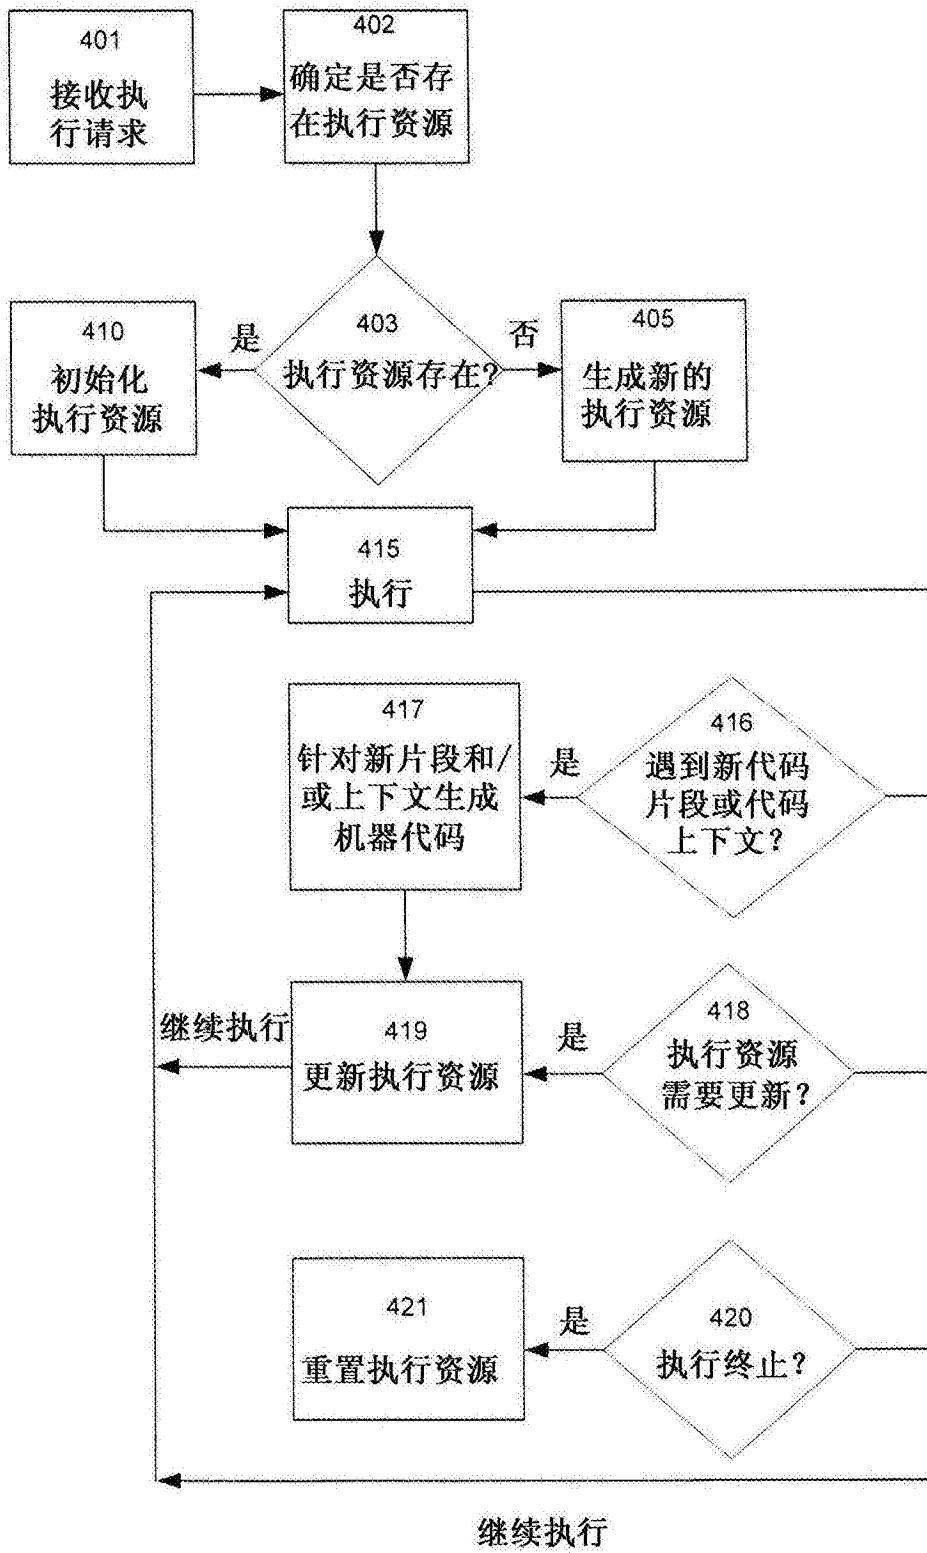 401
接收执
行请求
402
确定是否存
在执行资源
403
执行资源存在?
是
否
410
初始化
执行资源
405
生成新的
执行资源
415
执行
416
遇到新代码
片段或代码
上下文?
是
417
针对新片段和/
或上下文生成
机器代码
418
执行资源
需要更新?
是
419
更新执行资源
继续执行
420
执行终止?
是
421
重置执行资源
继续执行